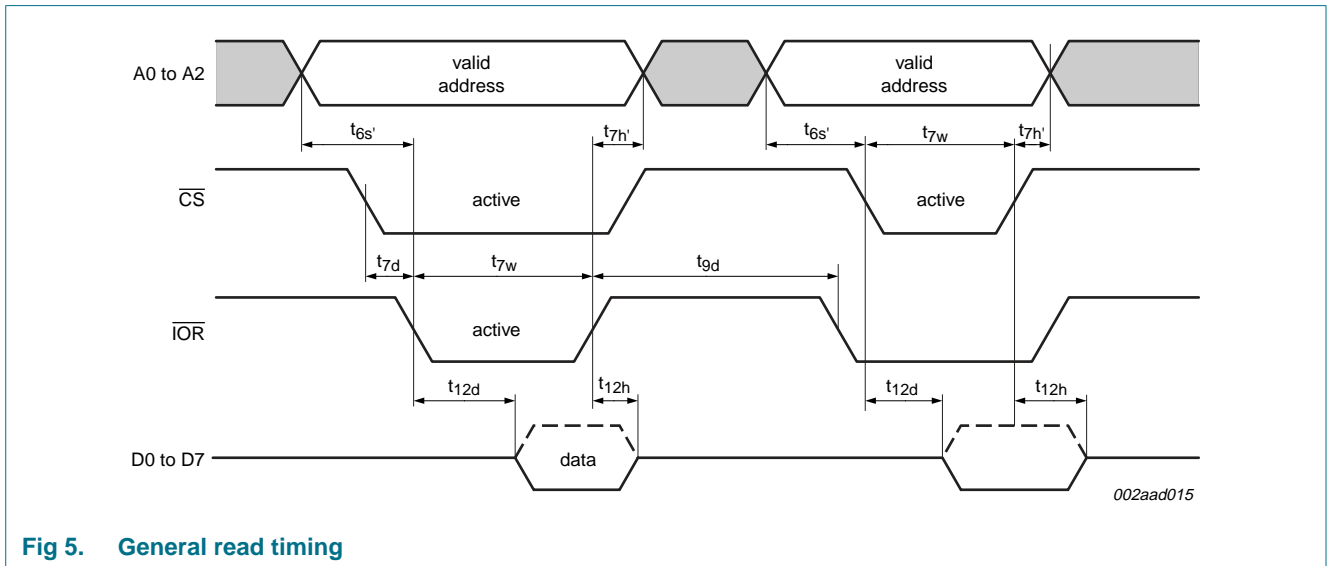 A0 to A2
valid
address
valid
address
t6s'
t7h'
t6s'
t7w
t7h'
CS
active
active
t7d
t7w
t9d
IOR
active
t12d
t12h
t12d
t12h
D0 to D7
data
002aad015
Fig 5. General read timing